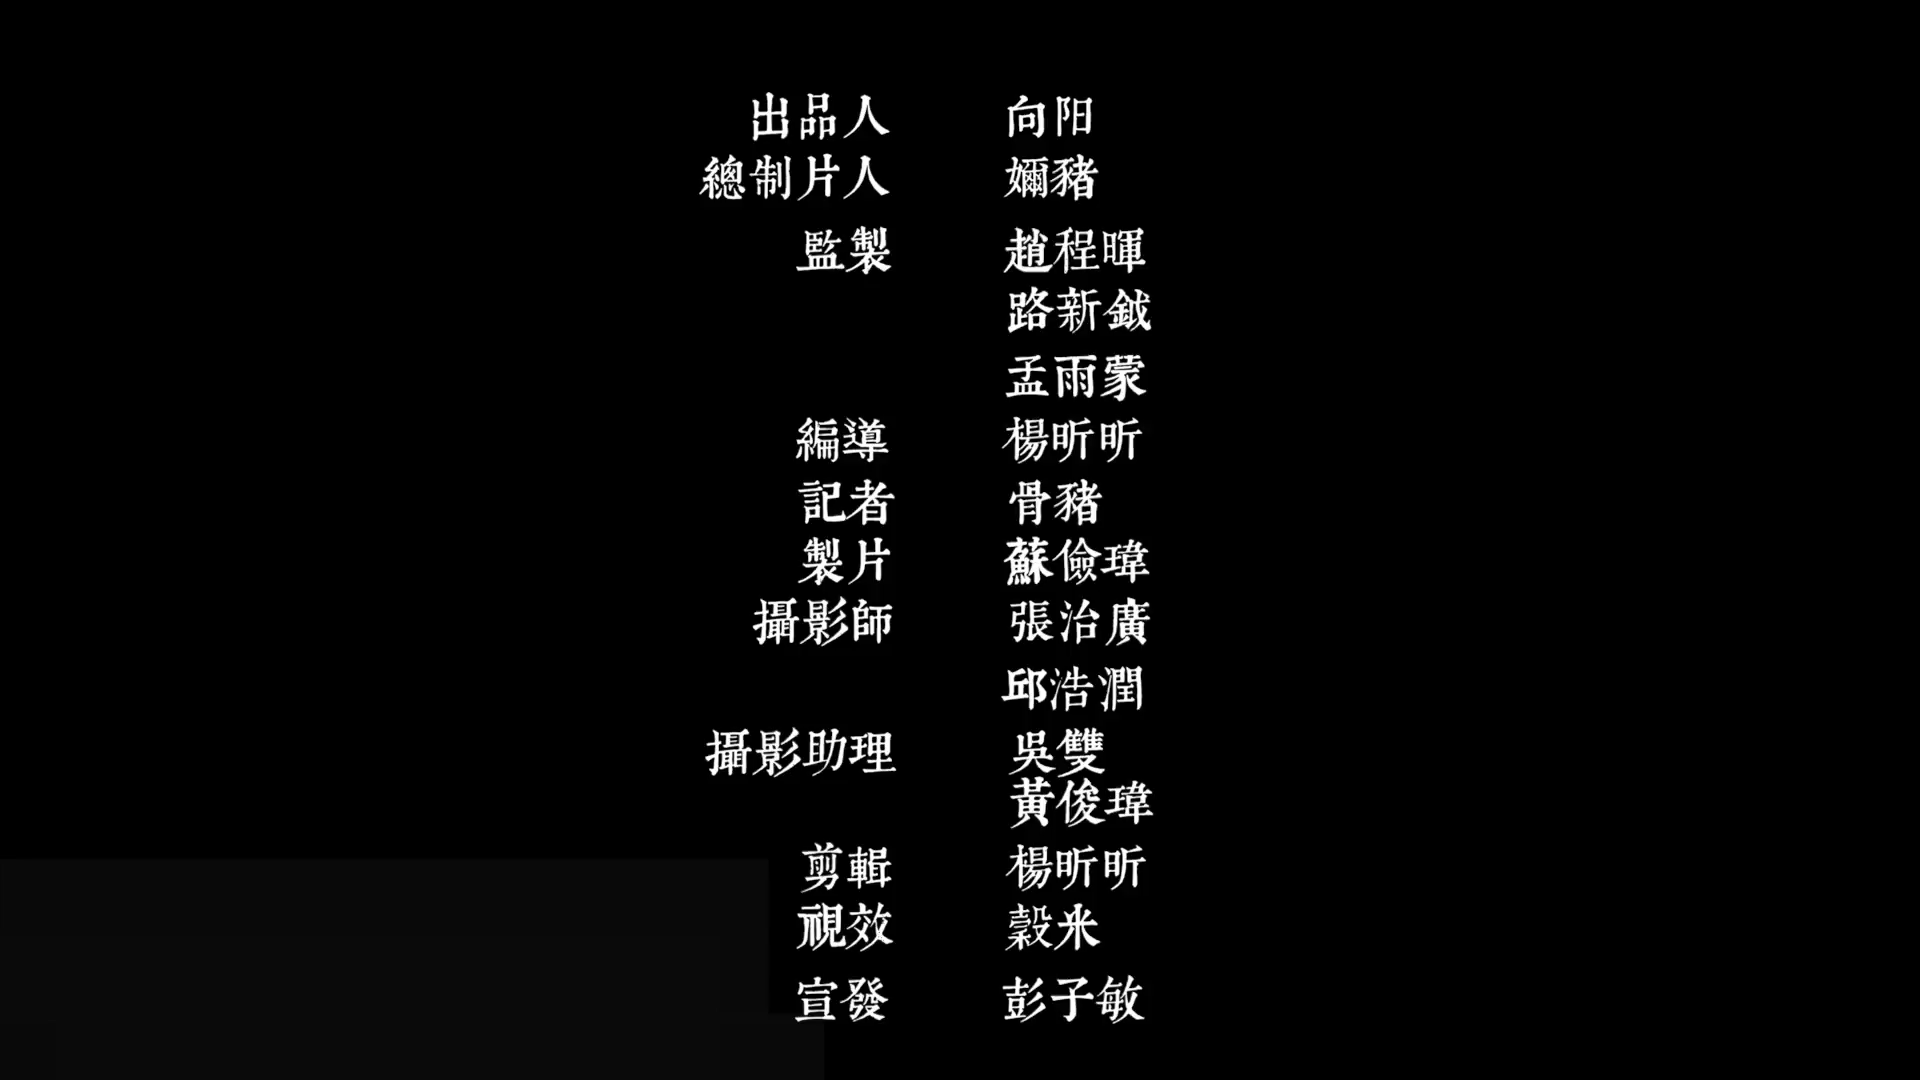 出品人 向阳
總制片人 嬭豬
監製 趙程暉
路新鉞
孟雨蒙
編導 楊昕昕
記者 骨豬
製片 蘇儉瑋
攝影師 張治廣
邱浩潤
攝影助理 吳雙
黃俊瑋
剪輯 楊昕昕
視效 穀米
宣發 彭子敏